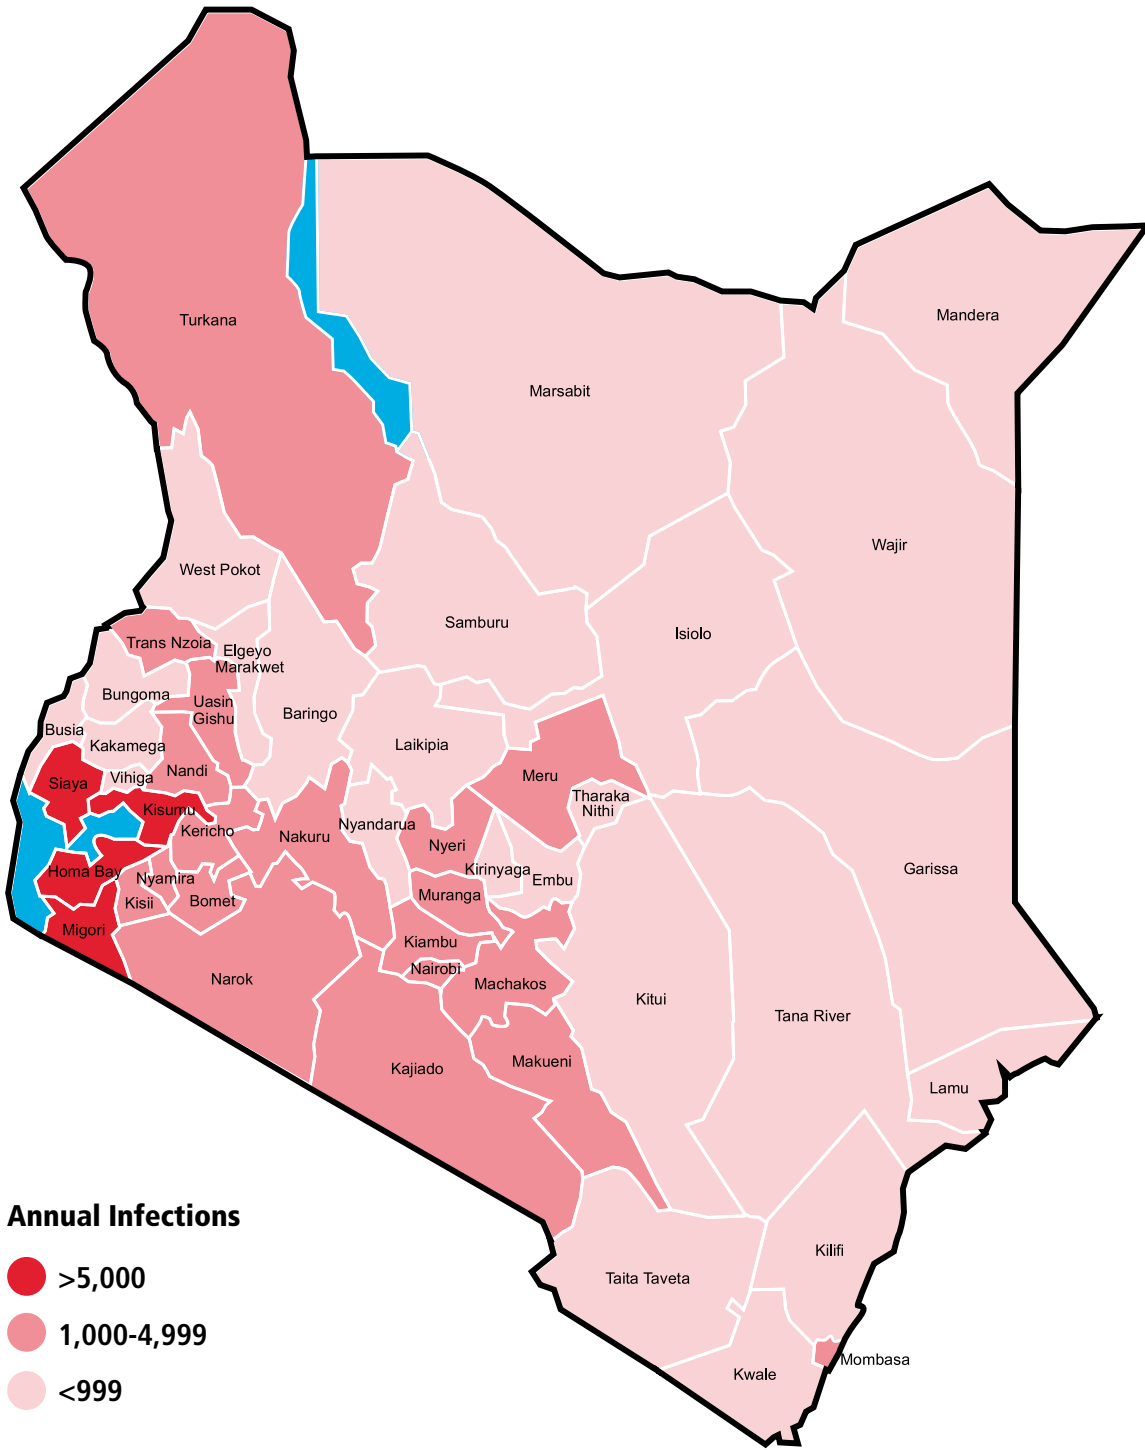 Turkana
Mandera
Marsabit
Wajir
West Pokot
Samburu
Isiolo
Trans Nzoia
Elgeyo
Marakwet
Bungoma
Uasin
Gishu
Baringo
Busia
Kakamega
Laikipia
Siaya
Vihiga
Nandi
Meru
Tharaka
Nithi
Kisumu
Kericho
Nakuru
Nyandarua
Nyeri
Homa Bay
Nyamira
Kirinyaga
Embu
Garissa
Kisii
Bomet
Muranga
Migori
Kiambu
Narok
Nairobi
Machakos
Kitui
Tana River
Kajiado
Makueni
Lamu
Kilifi
Taita Taveta
Mombasa
Kwale
Annual Infections
>5,000
1,000-4,999
<999